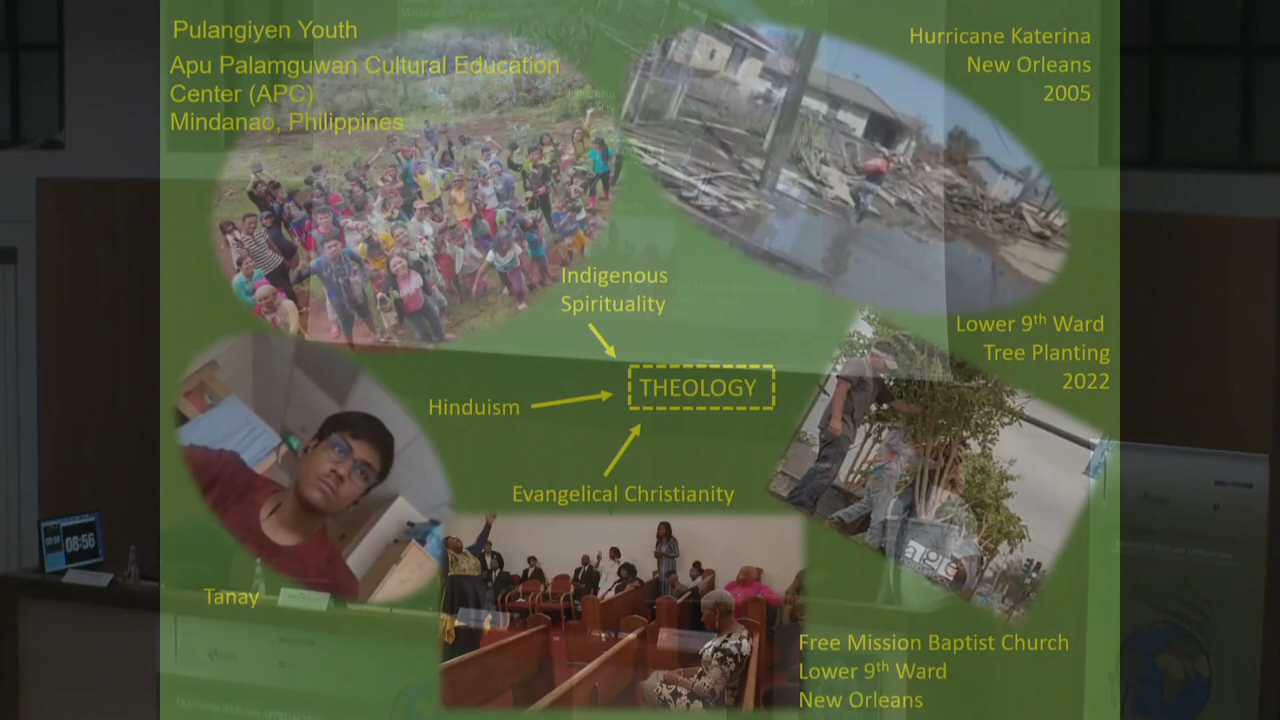 Pulangiyen Youth
Apu Palamguwan Cultural Education
Center (APC)
Mindanao, Philippines
Hurricane Katerina
New Orleans
2005
Indigenous
Spirituality
Lower 9th Ward
Tree Planting
2022
THEOLOGY
Hinduism
Evangelical Christianity
08:56
algre
Tanay
Free Mission Baptist Church
Lower 9th Ward
New Orleans